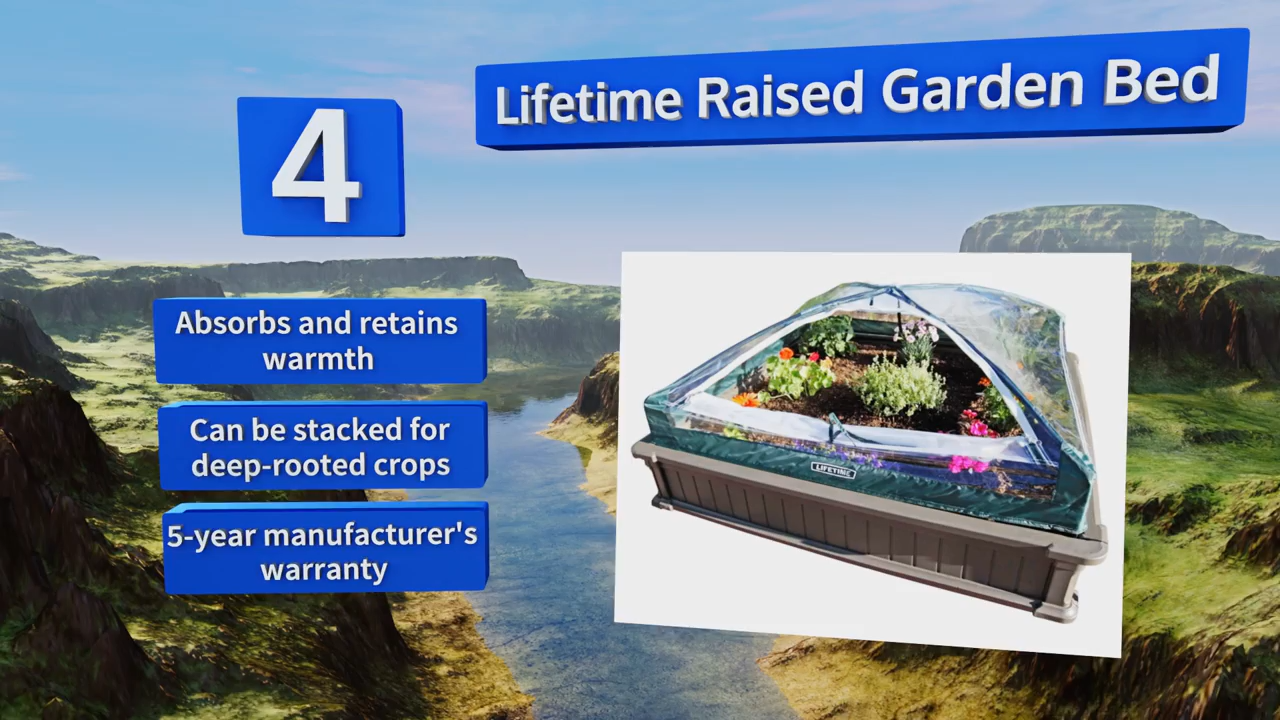 4
Lifetime Raised Garden Bed
Absorbs and retains
warmth
Can be stacked for
deep-rooted crops
5-year manufacturer's
warranty
LIFETIME